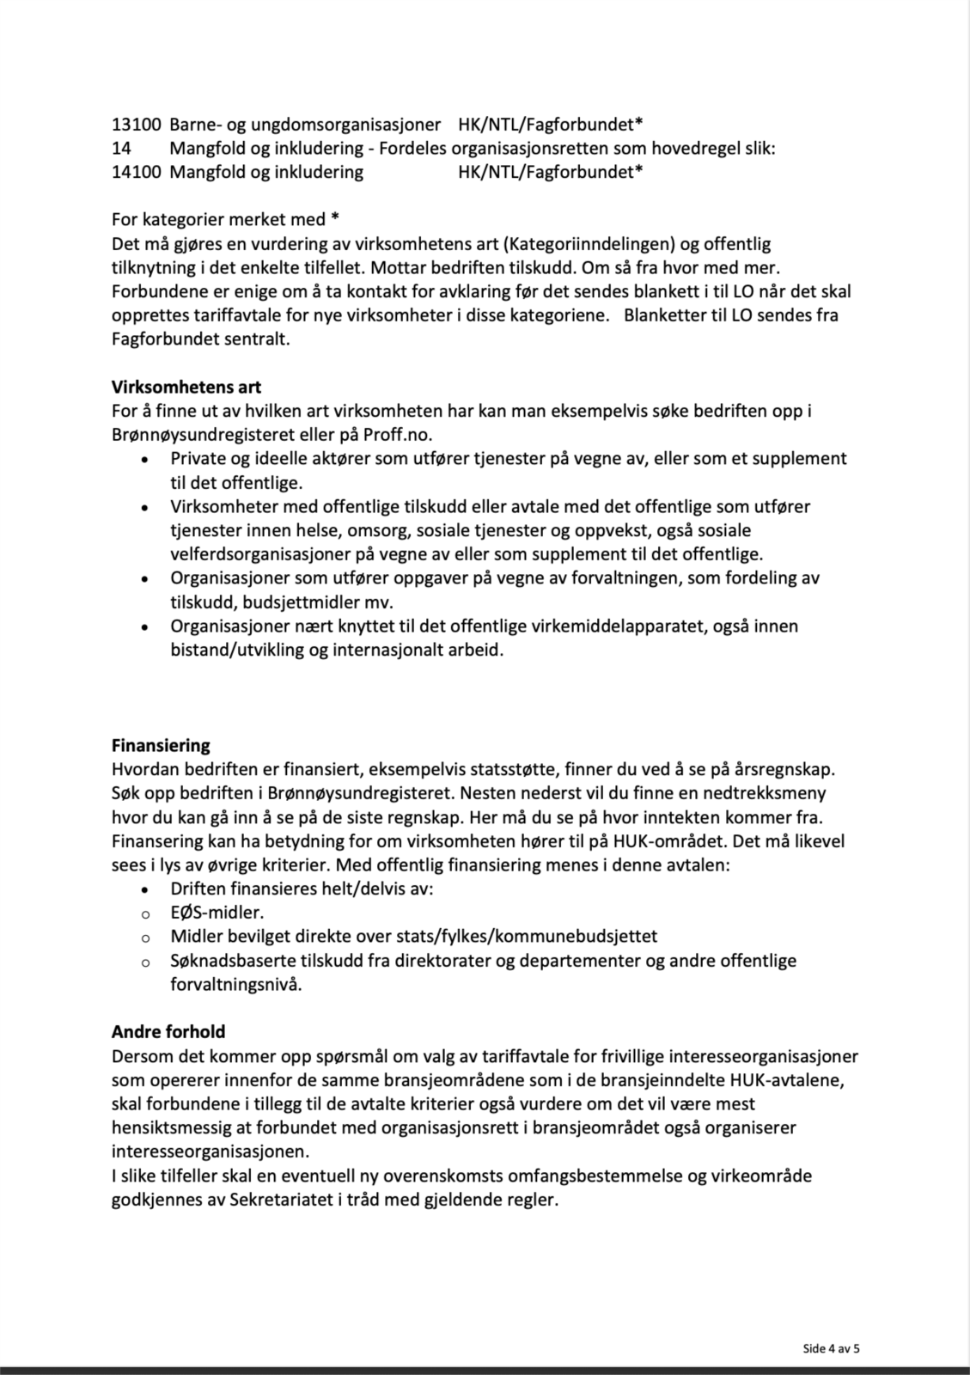 13100 Barne- og ungdomsorganisasjoner HK/NTL/Fagforbundet*
14 Mangfold og inkludering - Fordeles organisasjonsretten som hovedregel slik:
14100 Mangfold og inkludering HK/NTL/Fagforbundet*
For kategorier merket med *
Det må gjøres en vurdering av virksomhetens art (Kategoriinndelingen) og offentlig
tilknytning i det enkelte tilfellet. Mottar bedriften tilskudd. Om så fra hvor med mer.
Forbundene er enige om å ta kontakt for avklaring før det sendes blankett i til LO når det skal
opprettes tariffavtale for nye virksomheter i disse kategoriene. Blanketter til LO sendes fra
Fagforbundet sentralt.
Virksomhetens art
For å finne ut av hvilken art virksomheten har kan man eksempelvis søke bedriften opp i
Brønnøysundregisteret eller på Proff.no.
• Private og ideelle aktører som utfører tjenester på vegne av, eller som et supplement
til det offentlige.
• Virksomheter med offentlige tilskudd eller avtale med det offentlige som utfører
tjenester innen helse, omsorg, sosiale tjenester og oppvekst, også sosiale
velferdsorganisasjoner på vegne av eller som supplement til det offentlige.
• Organisasjoner som utfører oppgaver på vegne av forvaltningen, som fordeling av
tilskudd, budsjettmidler mv.
• Organisasjoner nært knyttet til det offentlige virkemiddelapparatet, også innen
bistand/utvikling og internasjonalt arbeid.
Finansiering
Hvordan bedriften er finansiert, eksempelvis statsstøtte, finner du ved å se på årsregnskap.
Søk opp bedriften i Brønnøysundregisteret. Nesten nederst vil du finne en nedtrekksmeny
hvor du kan gå inn å se på de siste regnskap. Her må du se på hvor inntekten kommer fra.
Finansering kan ha betydning for om virksomheten hører til på HUK-området. Det må likevel
sees i lys av øvrige kriterier. Med offentlig finansiering menes i denne avtalen:
• Driften finansieres helt/delvis av:
o EØS-midler.
o Midler bevilget direkte over stats/fylkes/kommunebudsjettet
o Søknadsbaserte tilskudd fra direktorater og departementer og andre offentlige
forvaltningsnivå.
Andre forhold
Dersom det kommer opp spørsmål om valg av tariffavtale for frivillige interesseorganisasjoner
som opererer innenfor de samme bransjeområdene som i de bransjeinndelte HUK-avtalene,
skal forbundene i tillegg til de avtalte kriterier også vurdere om det vil være mest
hensiktsmessig at forbundet med organisasjonsrett i bransjeområdet også organiserer
interesseorganisasjonen.
I slike tilfeller skal en eventuell ny overenskomsts omfangsbestemmelse og virkeområde
godkjennes av Sekretariatet i tråd med gjeldende regler.
Side 4 av 5